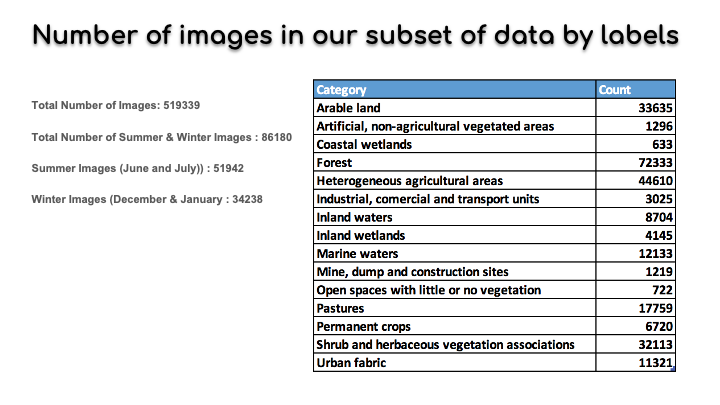 Number of images in our subset of data by labels
Total Number of Images: 519339
Total Number of Summer & Winter Images : 86180
Summer Images (June and July)) : 51942
Winter Images (December & January : 34238
Category Count
Arable land 33635
Artificial, non-agricultural vegetated areas 1296
Coastal wetlands 633
Forest 72333
Heterogeneous agricultural areas 44610
Industrial, comercial and transport units 3025
Inland waters 8704
Inland wetlands 4145
Marine waters 12133
Mine, dump and construction sites 1219
Open spaces with little or no vegetation 722
Pastures 17759
Permanent crops 6720
Shrub and herbaceous vegetation associations 32113
Urban fabric 11321